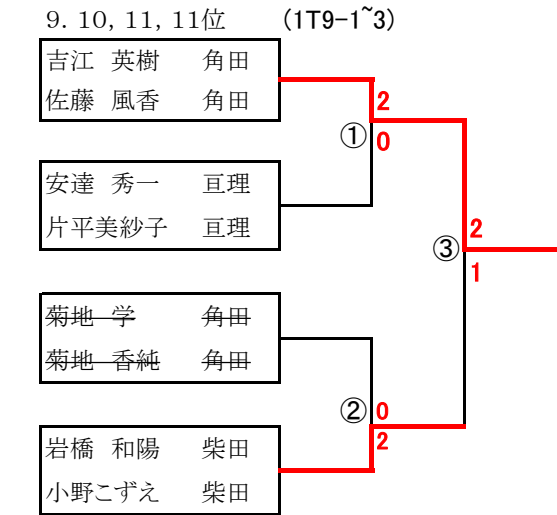 9. 10, 11, 11位 (1T9-1~3)
吉江 英樹 角田
佐藤 風香 角田
2
①
0
安達 秀一 亘理
片平美紗子 亘理
2
③
1
菊地 学 角田
菊地 香純 角田
②
0
2
岩橋 和陽 柴田
小野こずえ 柴田